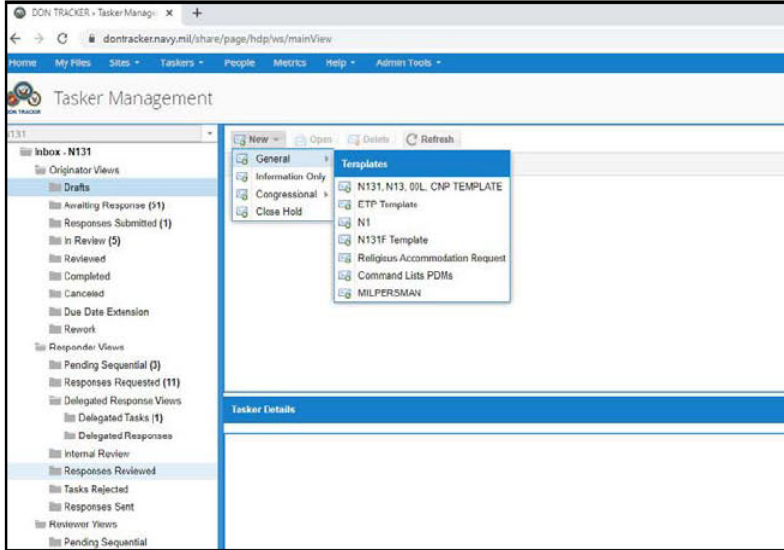 DON TRACKER » Tasker Manage
dontracker.navy.mil/share/page/hdp/ws/mainView
Home My Files Sites Taskers People Metrics Help Admin Tools
DON TRACKER
Tasker Management
N131
New Open Delete Refresh
Inbox - N131
Originator Views
Drafts
Awaiting Response (51)
Responses Submitted (1)
In Review (5)
Reviewed
Completed
Canceled
Due Date Extension
Rework
Responder Views
Pending Sequential (3)
Responses Requested (11)
Delegated Response Views
Delegated Tasks (1)
Delegated Responses
Internal Review
Responses Reviewed
Tasks Rejected
Responses Sent
Reviewer Views
Pending Sequential
General
Information Only
Congressional
Close Hold
Templates
N131, N13, 00L, CNP TEMPLATE
ETP Template
N1
N131F Template
Religious Accommodation Request
Command Lists PDMs
MILPERSMAN
Tasker Details